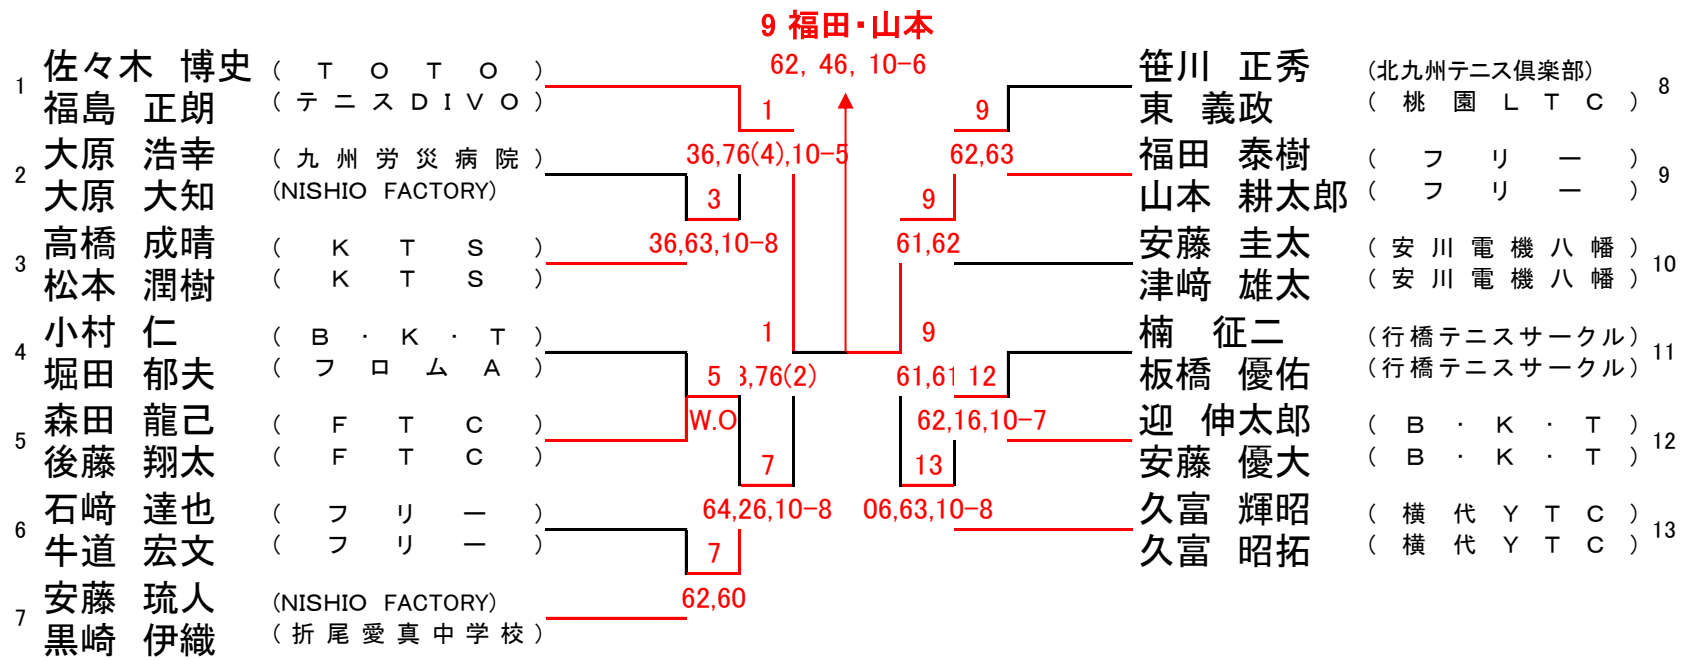 9 福田・山本
62, 46, 10-6
1
佐々木 博史 (TOTO)
福島 正朗 (テニスDIVO)
2
大原 浩幸 (九州労災病院)
大原 大知 (NISHIO FACTORY)
3
高橋 成晴 (KTS)
松本 潤樹 (KTS)
4
小村 仁 (B・K・T)
堀田 郁夫 (フロムA)
5
森田 龍己 (FTC)
後藤 翔太 (FTC)
6
石﨑 達也 (フリー)
牛道 宏文 (フリー)
7
安藤 琉人 (NISHIO FACTORY)
黒崎 伊織 (折尾愛真中学校)
1
36,76(4),10-5
3
36,63,10-8
1
3,76(2)
5
W.O
7
64,26,10-8
7
62,60
9
62,63
9
61,62
9
61,61
12
62,16,10-7
13
06,63,10-8
笹川 正秀 (北九州テニス倶楽部)
東 義政 (桃園LTC)
8
福田 泰樹 (フリー)
山本 耕太郎 (フリー)
9
安藤 圭太 (安川電機八幡)
津﨑 雄太 (安川電機八幡)
10
楠 征二 (行橋テニスサークル)
板橋 優佑 (行橋テニスサークル)
11
迎 伸太郎 (B・K・T)
安藤 優大 (B・K・T)
12
久富 輝昭 (横代YTC)
久富 昭拓 (横代YTC)
13